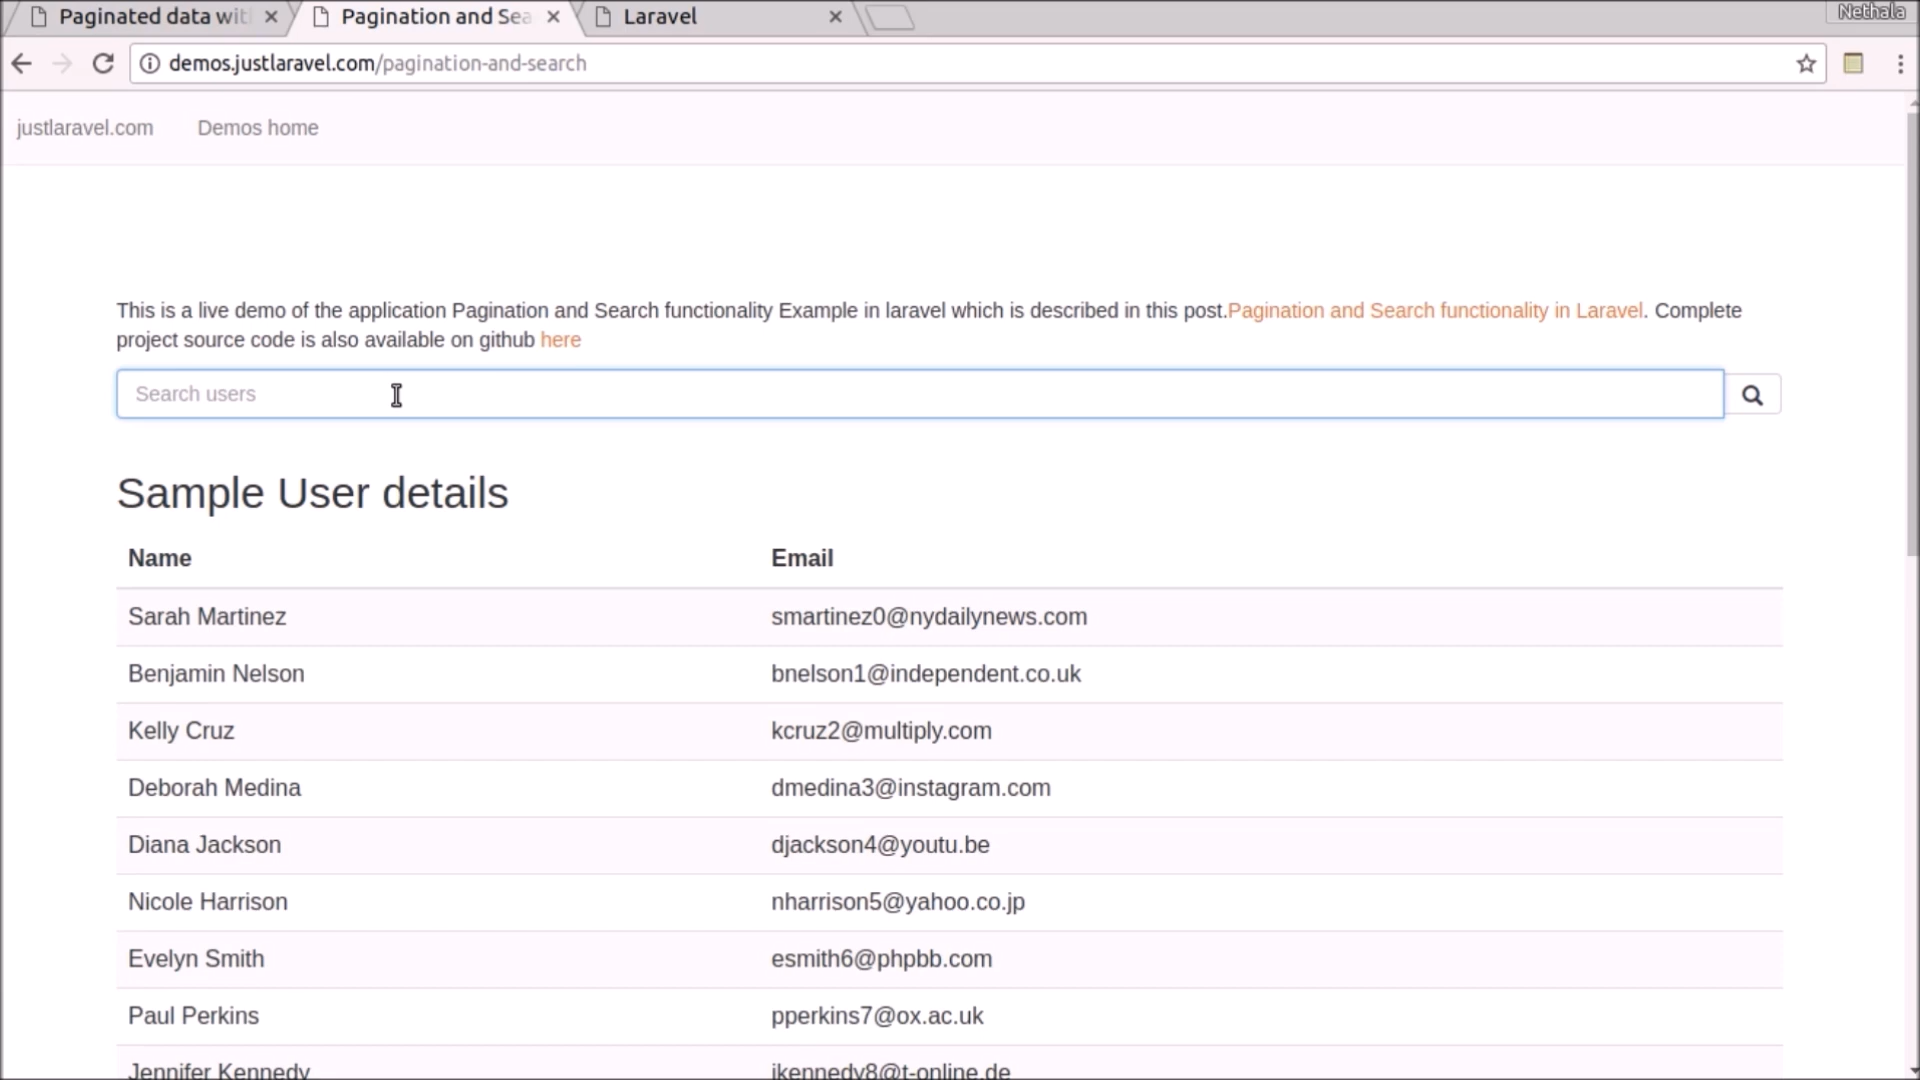 Paginated data wit
Pagination and Sea
Laravel
Nethala
demos.justlaravel.com/pagination-and-search
justlaravel.com
Demos home
This is a live demo of the application Pagination and Search functionality Example in laravel which is described in this post.Pagination and Search functionality in Laravel. Complete
project source code is also available on github here
Search users
Sample User details
Name Email
Sarah Martinez smartinez0@nydailynews.com
Benjamin Nelson bnelson1@independent.co.uk
Kelly Cruz kcruz2@multiply.com
Deborah Medina dmedina3@instagram.com
Diana Jackson djackson4@youtu.be
Nicole Harrison nharrison5@yahoo.co.jp
Evelyn Smith esmith6@phpbb.com
Paul Perkins pperkins7@ox.ac.uk
Jennifer Kennedy jkennedy8@t-online.de